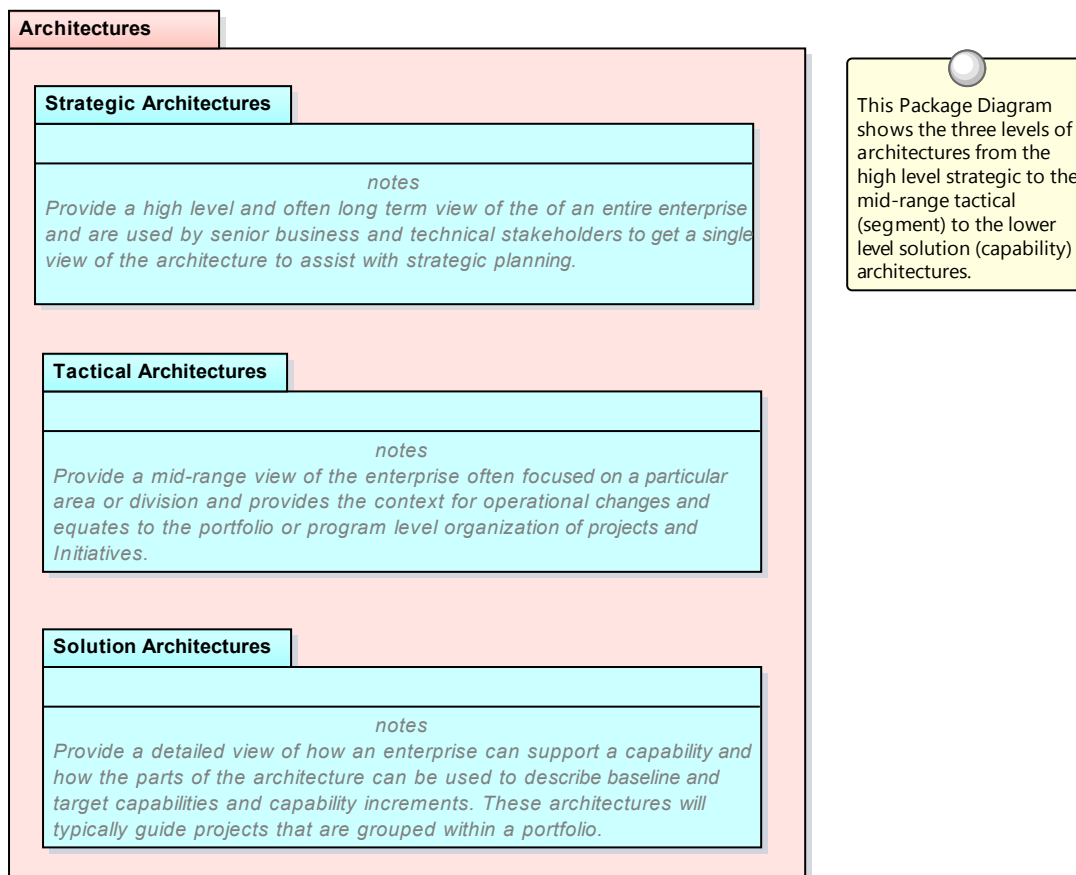 Architectures
Strategic Architectures
notes
Provide a high level and often long term view of the of an entire enterprise
and are used by senior business and technical stakeholders to get a single
view of the architecture to assist with strategic planning.
Tactical Architectures
notes
Provide a mid-range view of the enterprise often focused on a particular
area or division and provides the context for operational changes and
equates to the portfolio or program level organization of projects and
Initiatives.
Solution Architectures
notes
Provide a detailed view of how an enterprise can support a capability and
how the parts of the architecture can be used to describe baseline and
target capabilities and capability increments. These architectures will
typically guide projects that are grouped within a portfolio.
This Package Diagram
shows the three levels of
architectures from the
high level strategic to the
mid-range tactical
(segment) to the lower
level solution (capability)
architectures.